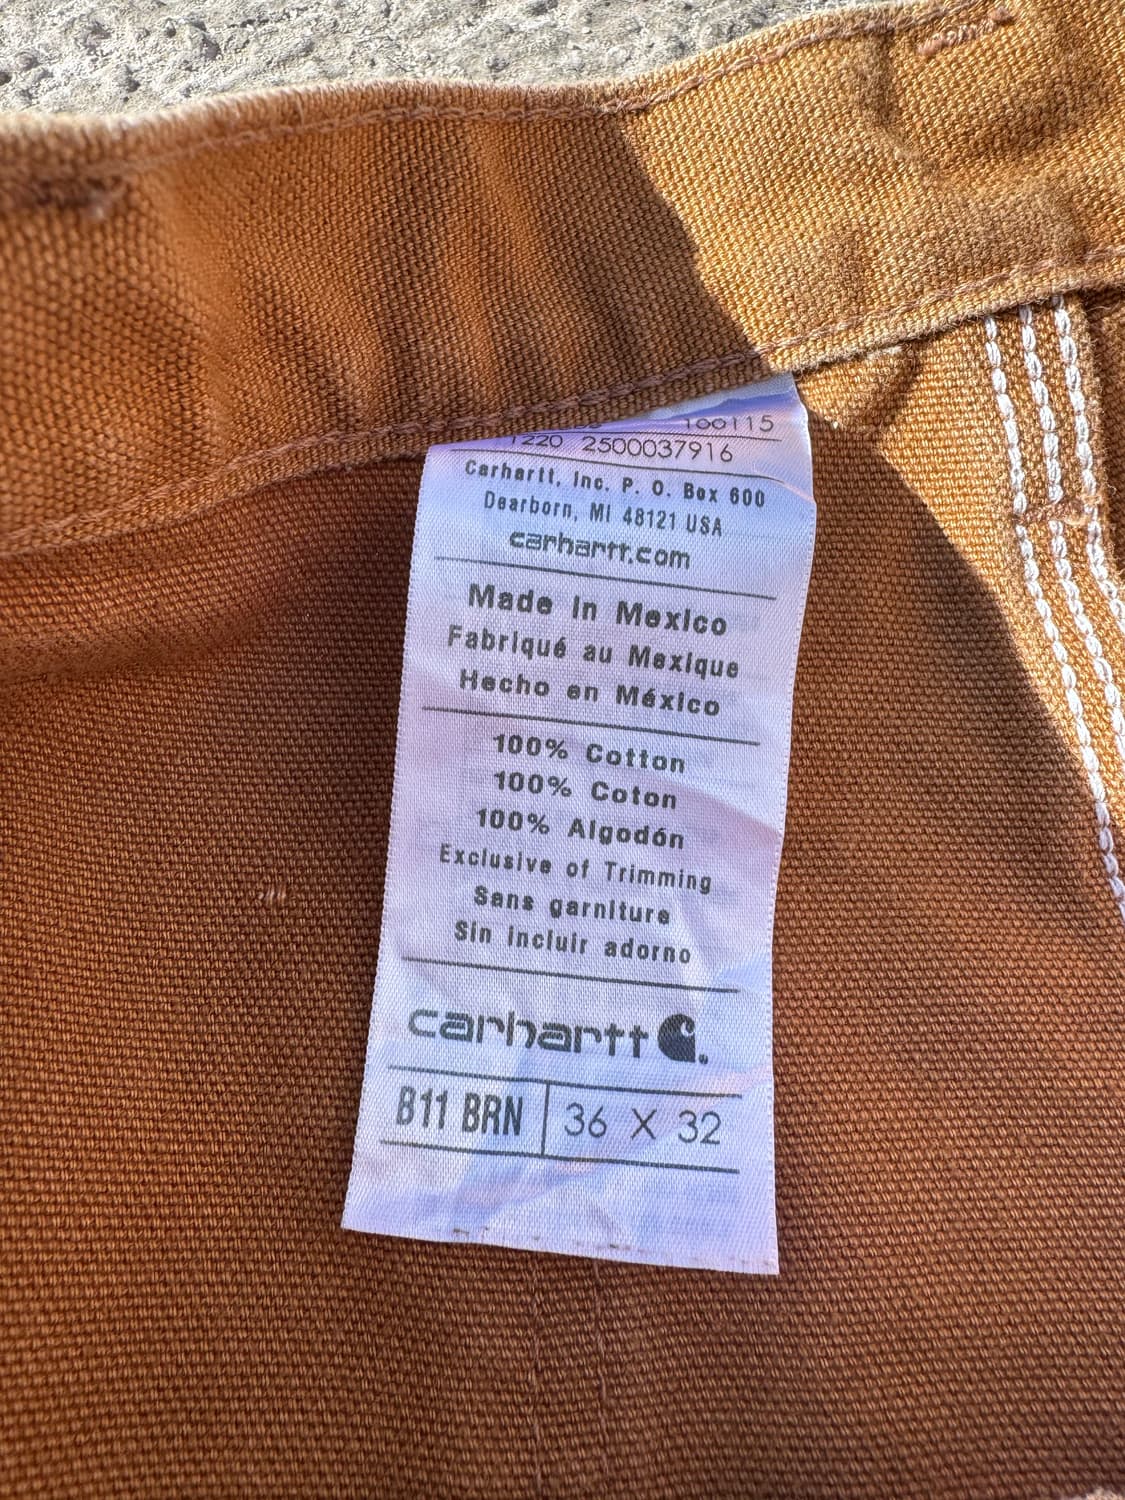 100115
1220 2500037916
Carhartt, Inc. P. O. Box 600
Dearborn, MI 48121 USA
carhartt.com
Made In Mexico
Fabriqué au Mexique
Hecho en México
100% Cotton
100% Coton
100% Algodón
Exclusive of Trimming
Sans garniture
Sin incluir adorno
carhartt
B11 BRN 36 X 32